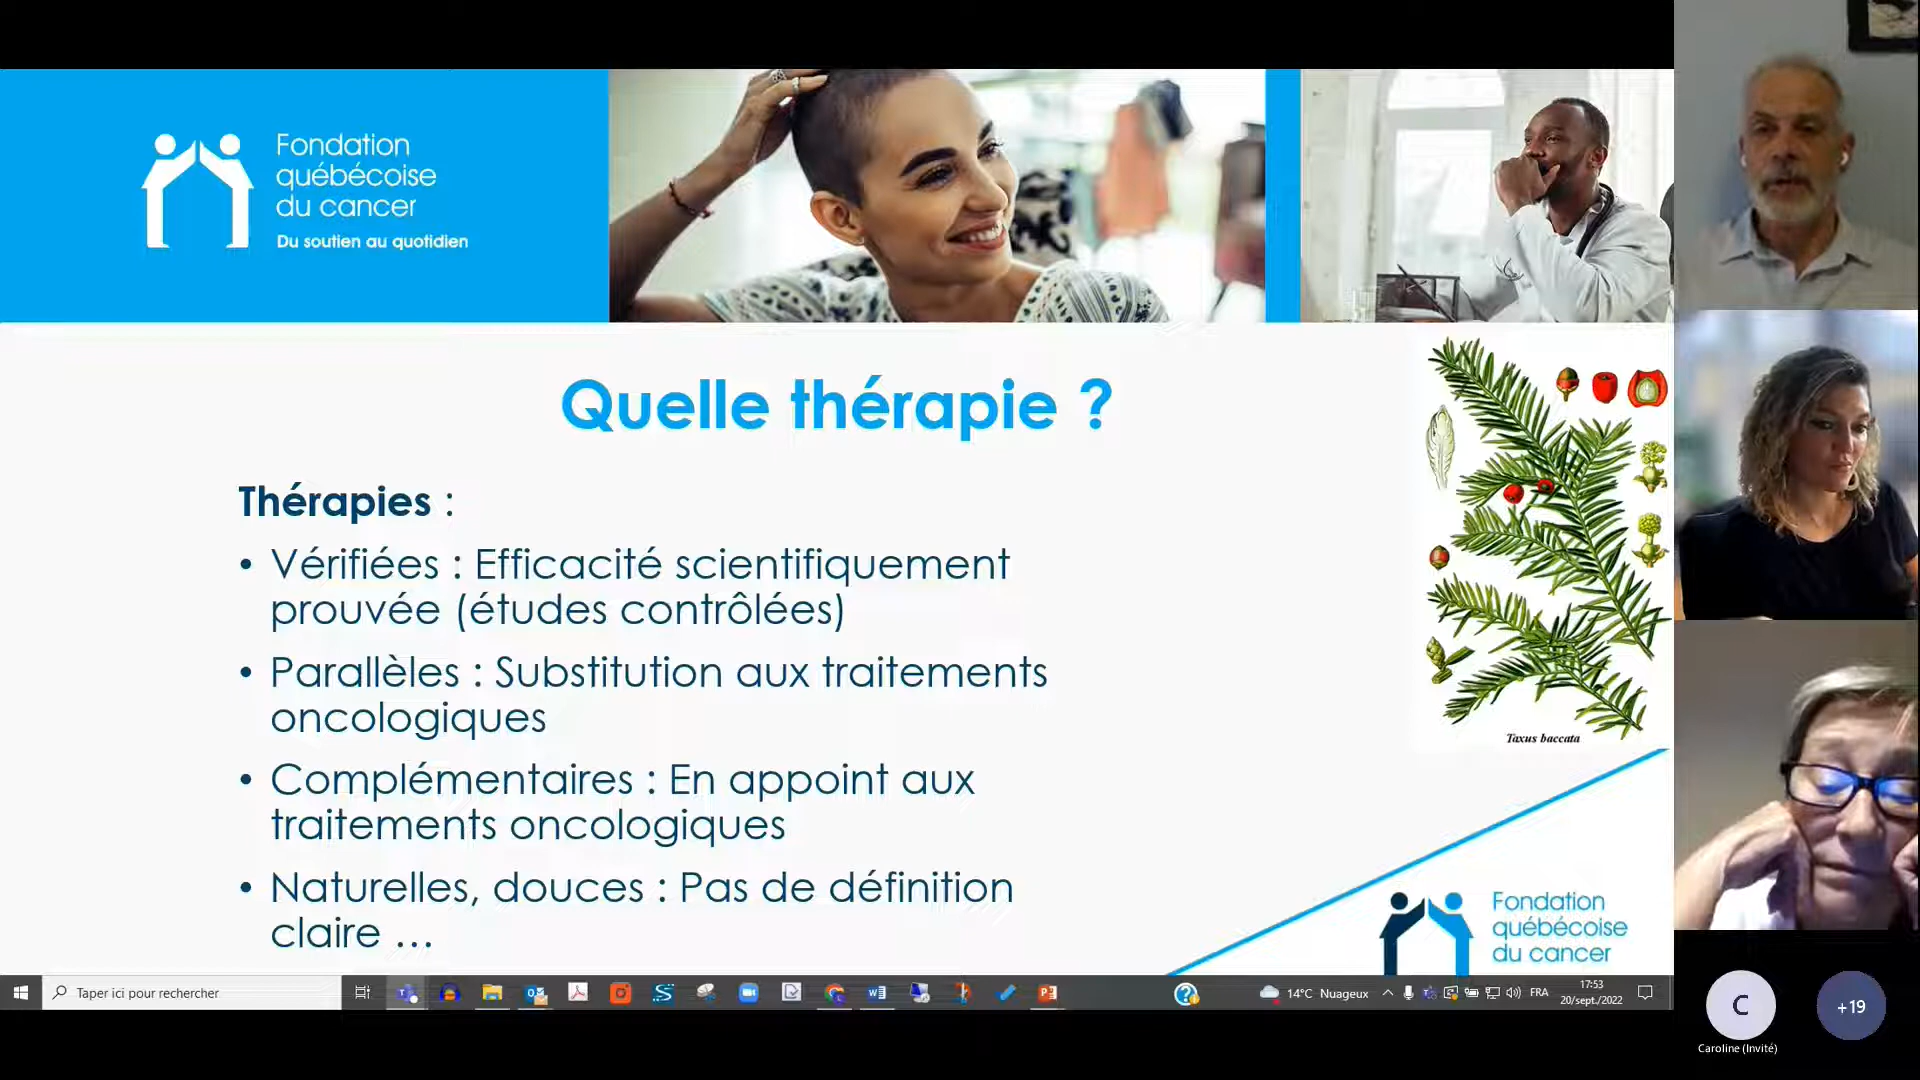 Fondation
québécoise
du cancer
Du soutien au quotidien
Quelle thérapie ?
Thérapies :
• Vérifiées : Efficacité scientifiquement
prouvée (études contrôlées)
• Parallèles : Substitution aux traitements
oncologiques
• Complémentaires : En appoint aux
traitements oncologiques
• Naturelles, douces : Pas de définition
claire …
Taxus baccata
Fondation
québécoise
du cancer
Taper ici pour rechercher
14°C Nuageux
FRA
17:53
20/sept./2022
C
+19
Caroline (Invité)